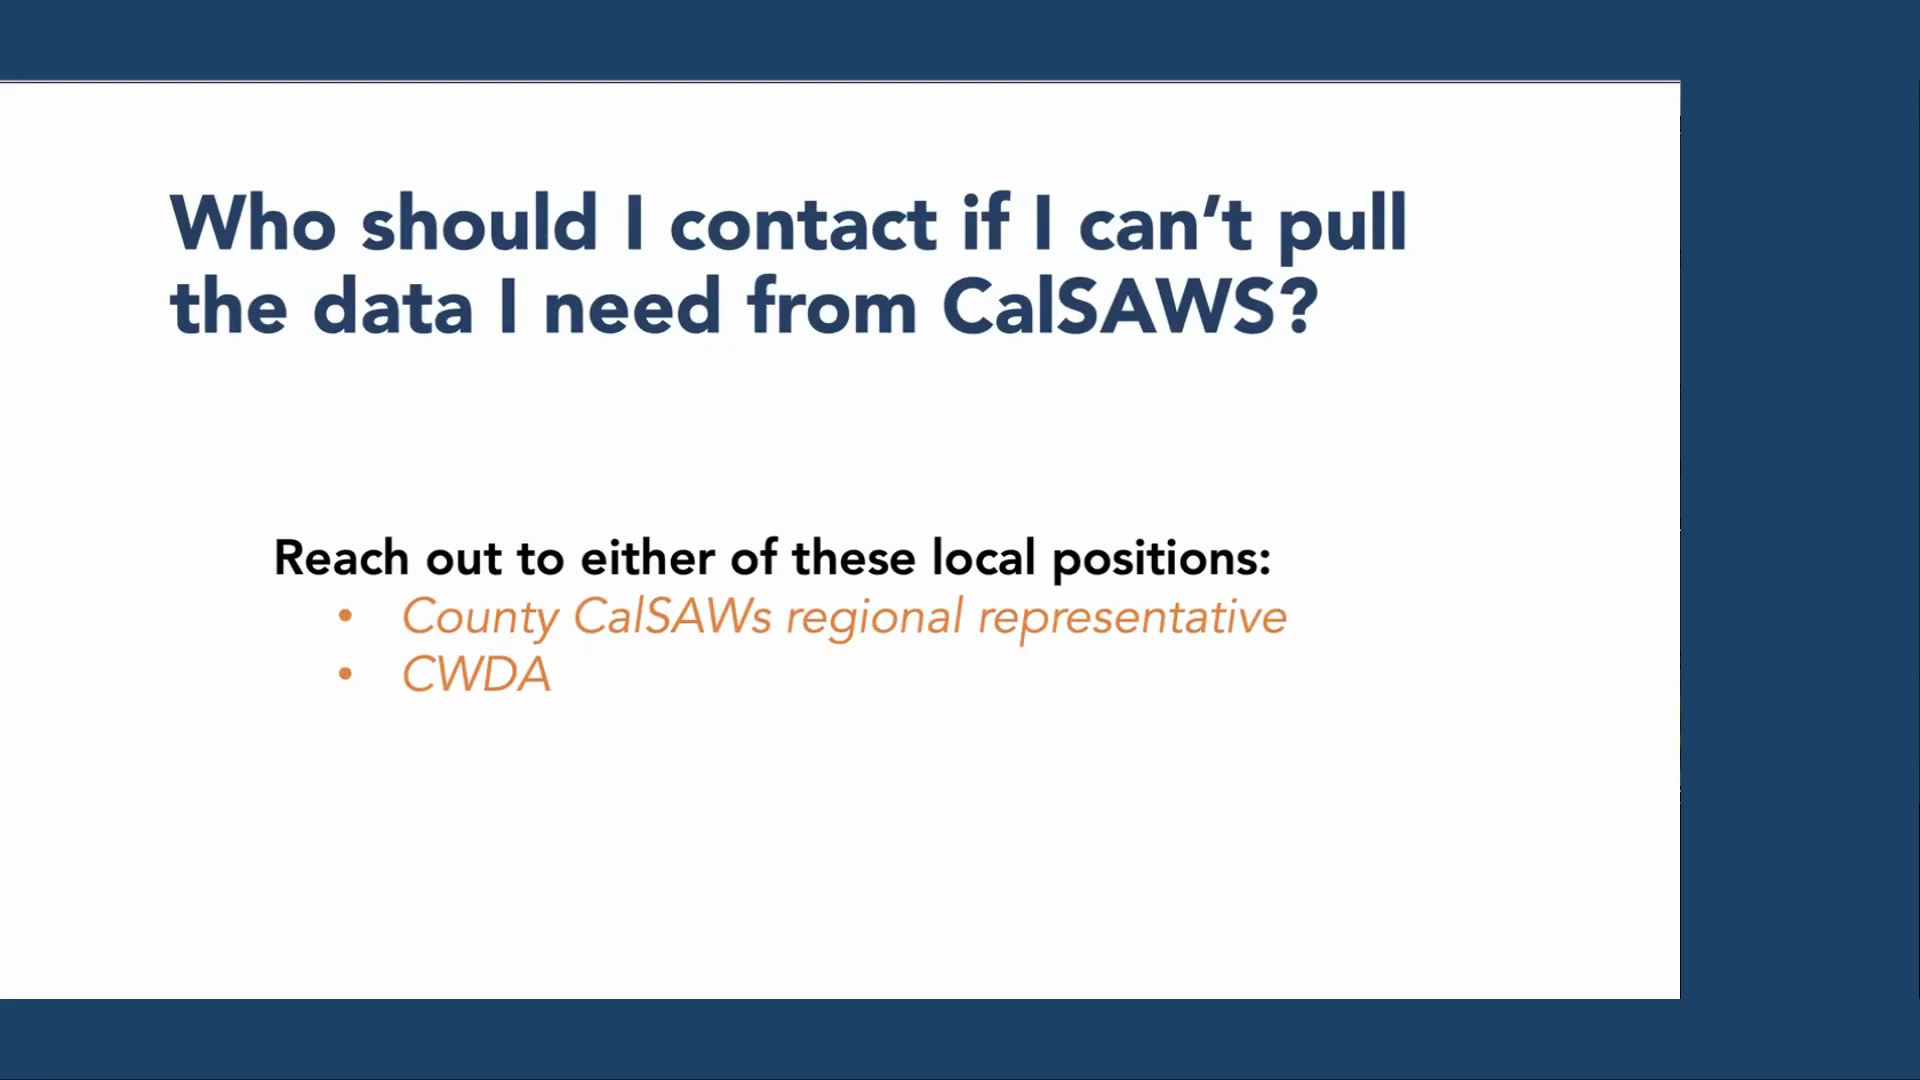 Who should I contact if I can’t pull
the data I need from CalSAWS?
Reach out to either of these local positions:
• County CalSAWs regional representative
• CWDA